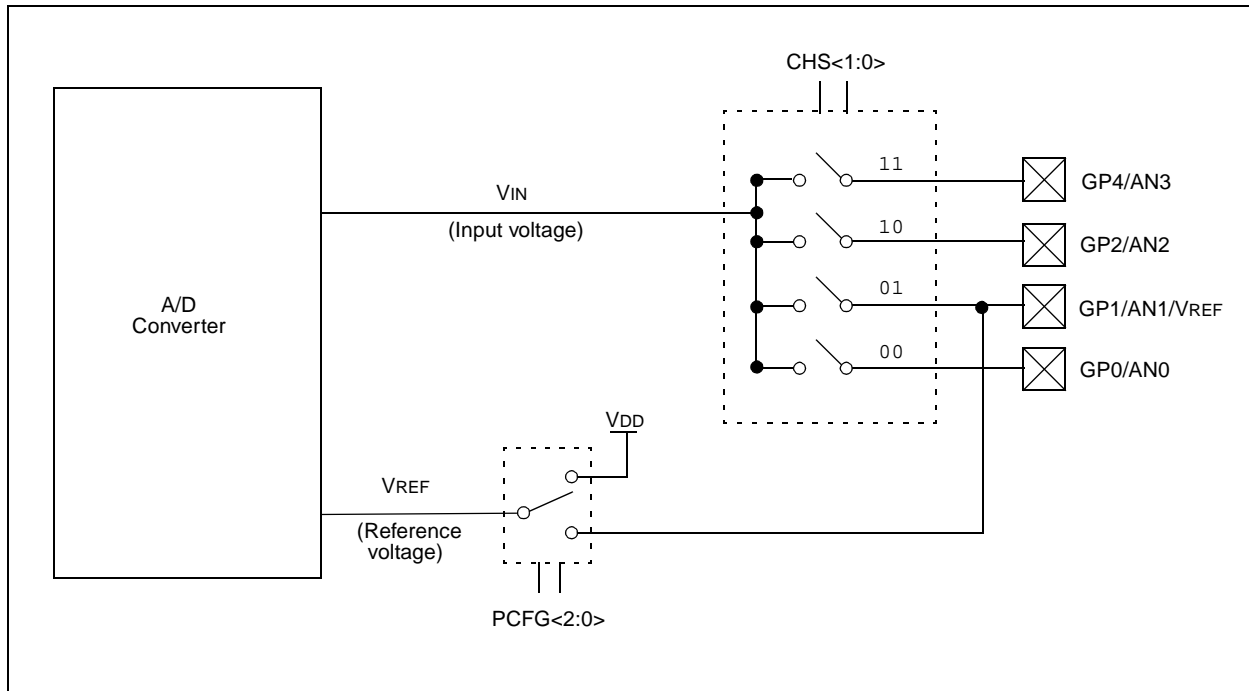 CHS<1:0>
11
GP4/AN3
VIN
(Input voltage)
10
GP2/AN2
A/D
Converter
01
GP1/AN1/VREF
00
GP0/AN0
VDD
VREF
(Reference
voltage)
PCFG<2:0>